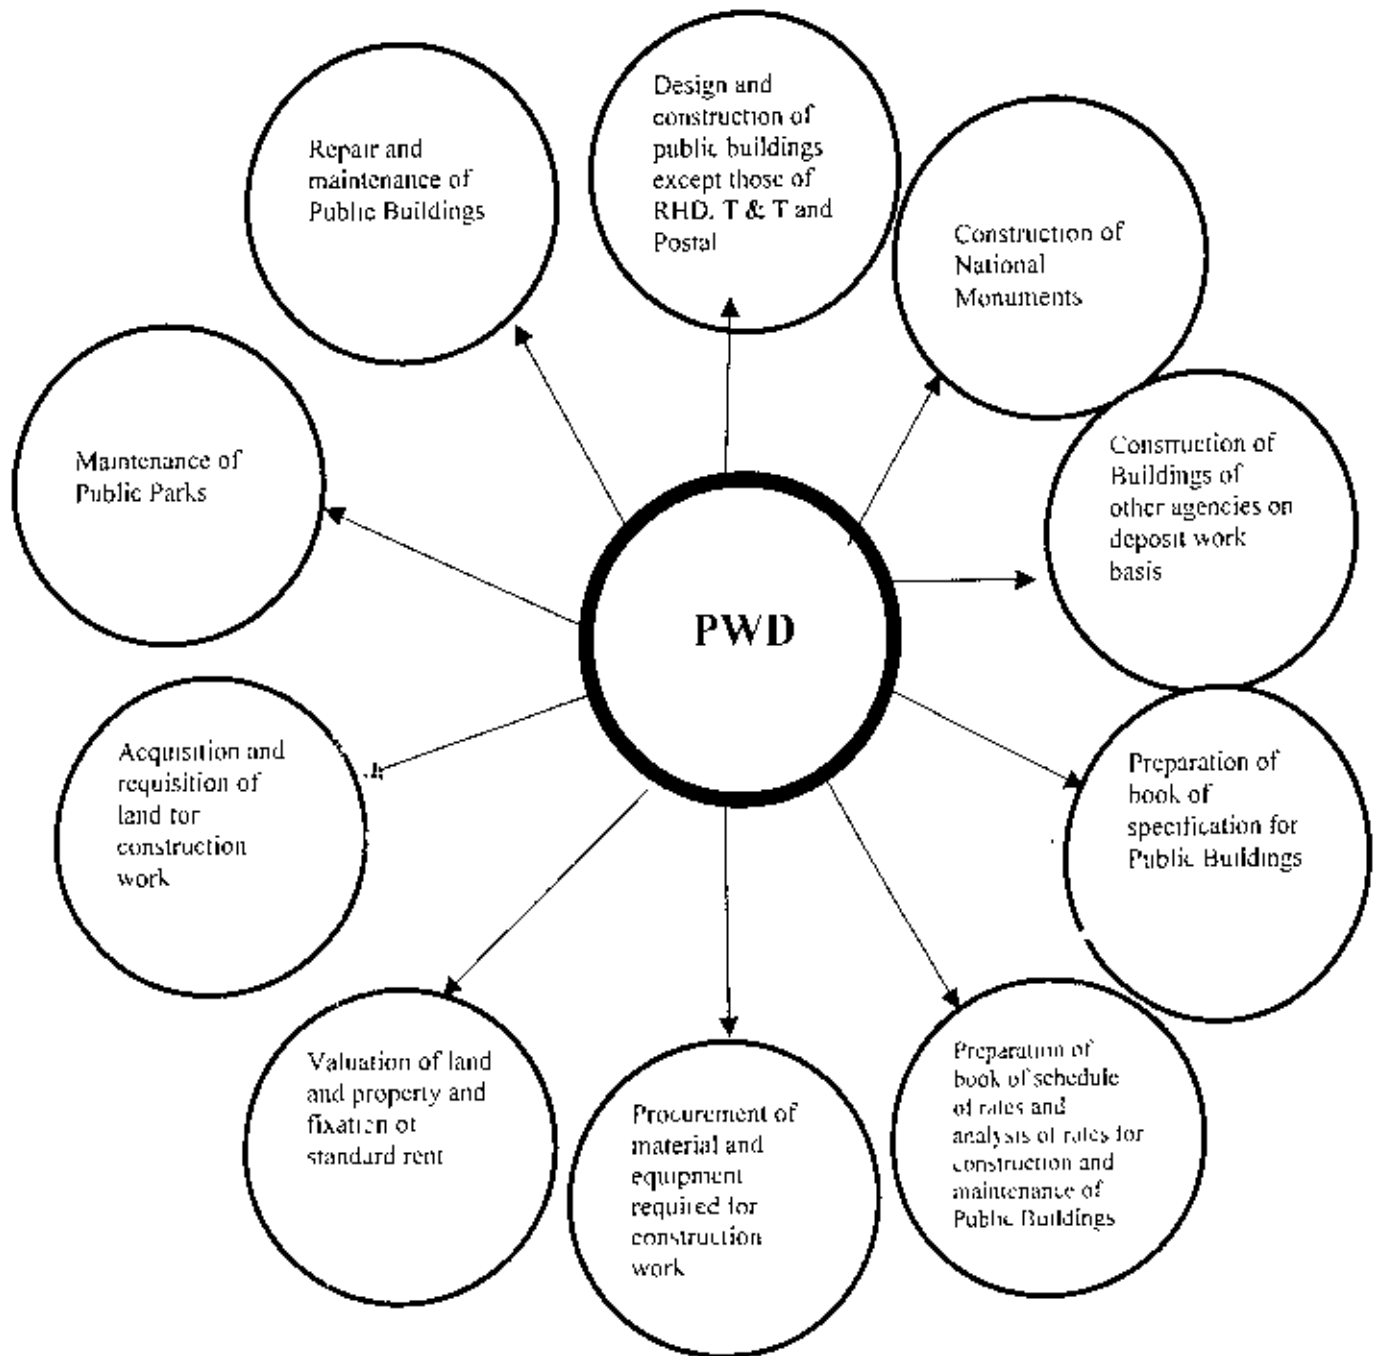 Design and
construction of
public buildings
except those of
RHD, T & T and
Postal
Repair and
maintenance of
Public Buildings
Construction of
National
Monuments
Maintenance of
Public Parks
Construction of
Buildings of
other agencies on
deposit work
basis
PWD
Acquisition and
requisition of
land for
construction
work
Preparation of
book of
specification for
Public Buildings
Valuation of land
and property and
fixation of
standard rent
Procurement of
material and
equipment
required for
construction
work
Preparation of
book of schedule
of rates and
analysis of rates for
construction and
maintenance of
Public Buildings